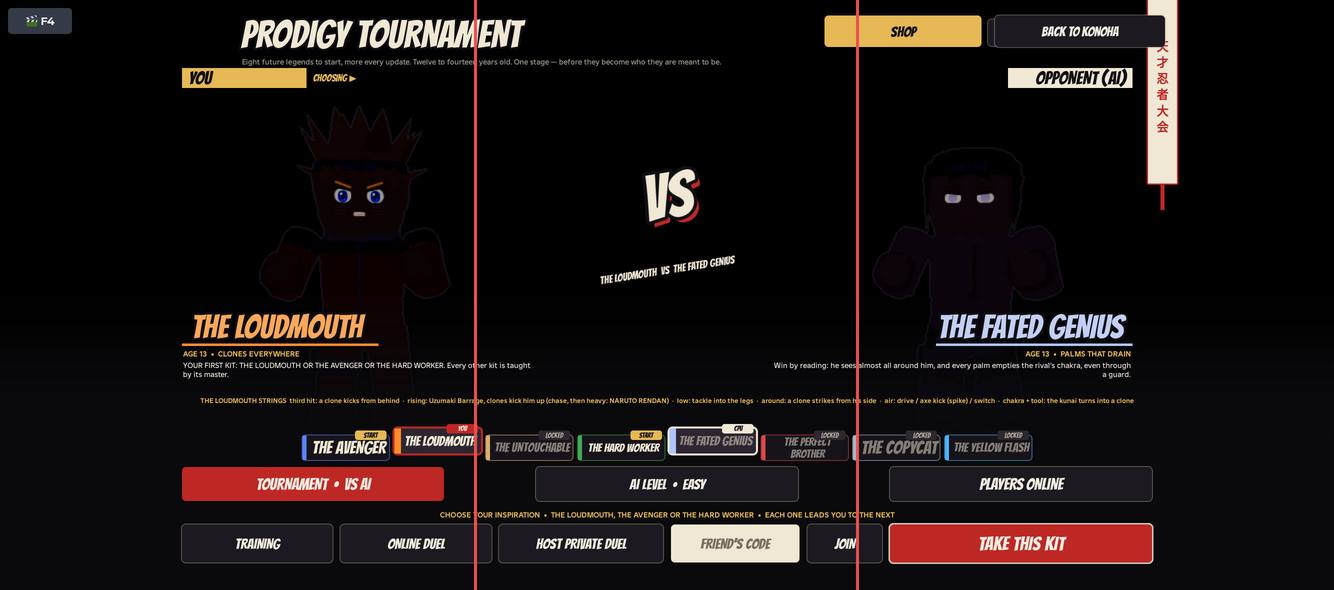 F4
PRODIGY TOURNAMENT
SHOP
BACK TO KONOHA
Eight future legends to start, more every update. Twelve to fourteen years old. One stage — before they become who they are meant to be.
YOU
CHOOSING ▶
OPPONENT (AI)
天才忍者大会
VS
THE LOUDMOUTH VS THE FATED GENIUS
THE LOUDMOUTH
AGE 13 • CLONES EVERYWHERE
YOUR FIRST KIT: THE LOUDMOUTH OR THE AVENGER OR THE HARD WORKER. Every other kit is taught
by its master.
THE FATED GENIUS
AGE 13 • PALMS THAT DRAIN
Win by reading: he sees almost all around him, and every palm empties the rival's chakra, even through
a guard.
THE LOUDMOUTH STRINGS third hit: a clone kicks from behind · rising: Uzumaki Barrage, clones kick him up (chase, then heavy: NARUTO RENDAN) · low: tackle into the legs · around: a clone strikes from his side · air: drive / axe kick (spike) / switch · chakra + tool: the kunai turns into a clone
START
THE AVENGER
YOU
THE LOUDMOUTH
LOCKED
THE UNTOUCHABLE
START
THE HARD WORKER
CPU
THE FATED GENIUS
LOCKED
THE PERFECT
BROTHER
LOCKED
THE COPYCAT
LOCKED
THE YELLOW FLASH
TOURNAMENT • VS AI
AI LEVEL • EASY
PLAYERS ONLINE
CHOOSE YOUR INSPIRATION • THE LOUDMOUTH, THE AVENGER OR THE HARD WORKER • EACH ONE LEADS YOU TO THE NEXT
TRAINING
ONLINE DUEL
HOST PRIVATE DUEL
FRIEND'S CODE
JOIN
TAKE THIS KIT